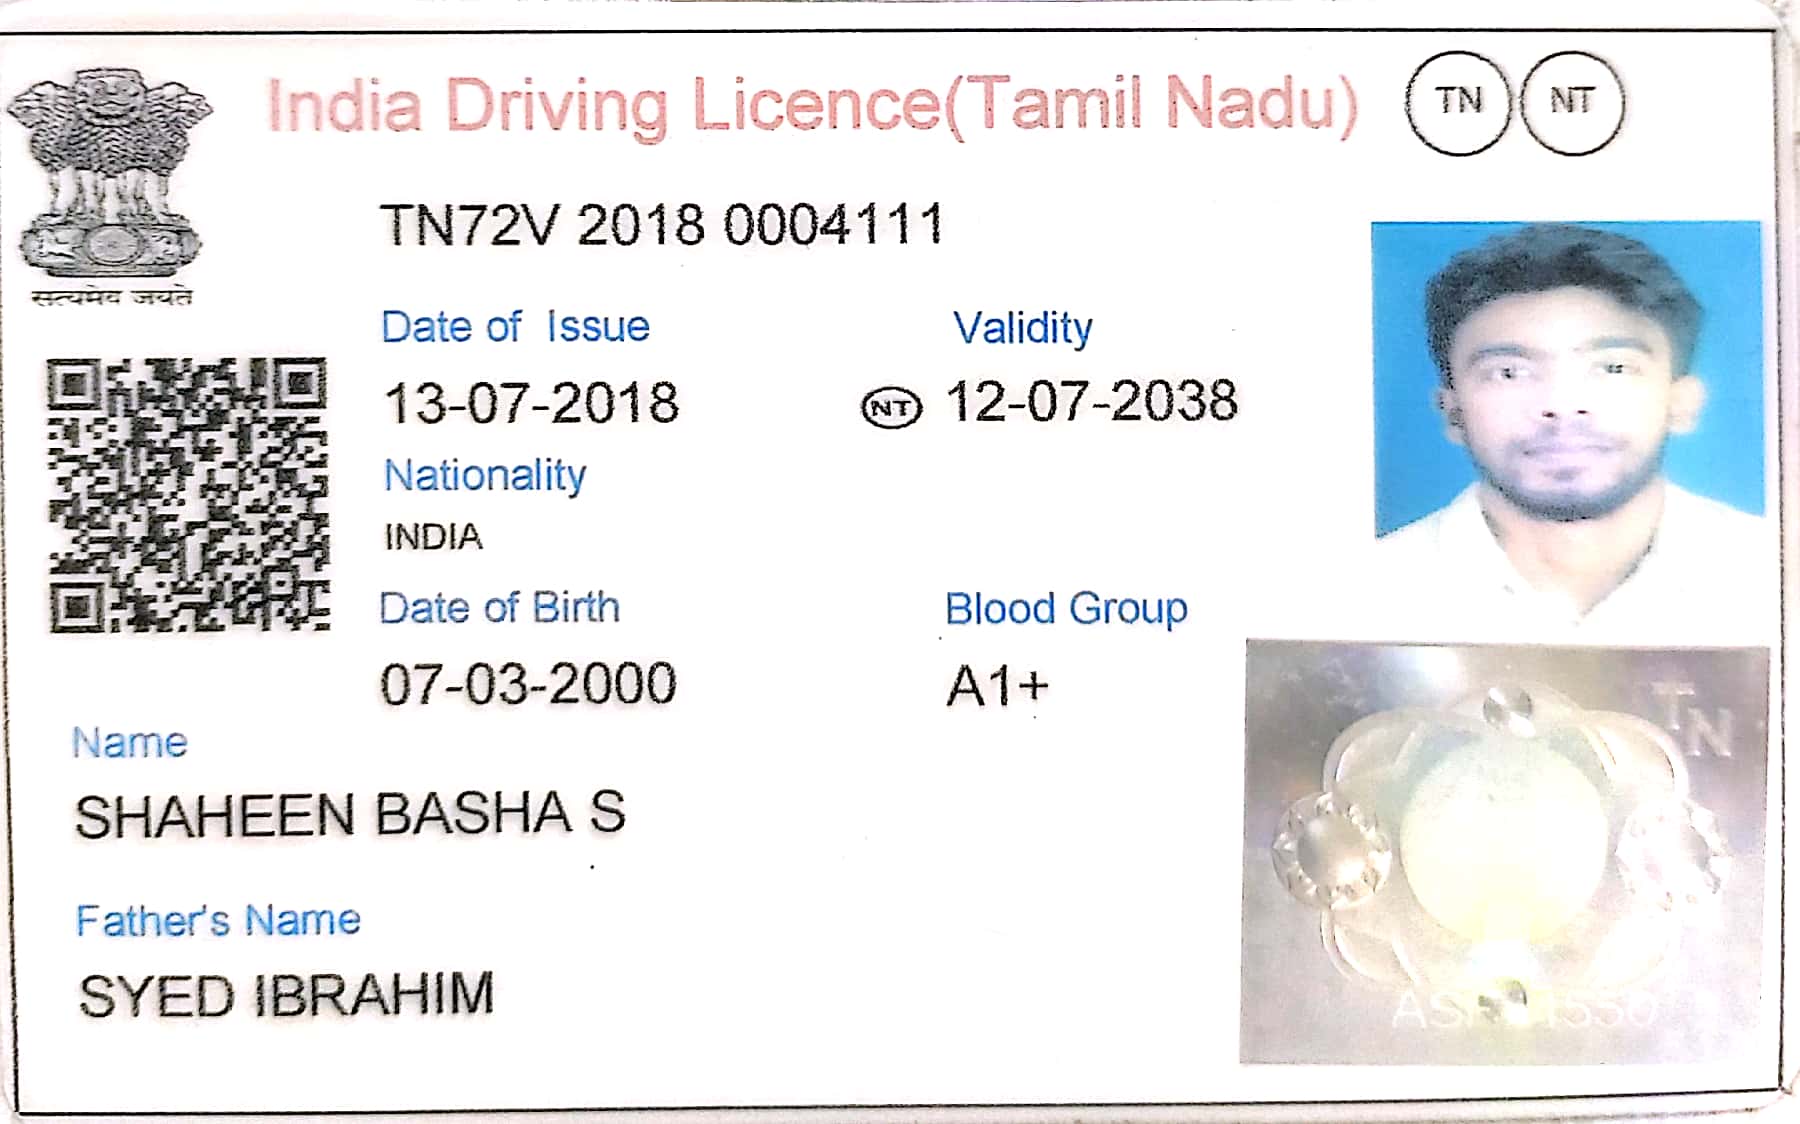 India Driving Licence(Tamil Nadu) TN NT
सत्यमेव जयते
TN72V 2018 0004111
Date of Issue Validity
13-07-2018 NT 12-07-2038
Nationality
INDIA
Date of Birth Blood Group
07-03-2000 A1+
Name
SHAHEEN BASHA S
Father's Name
SYED IBRAHIM
TN